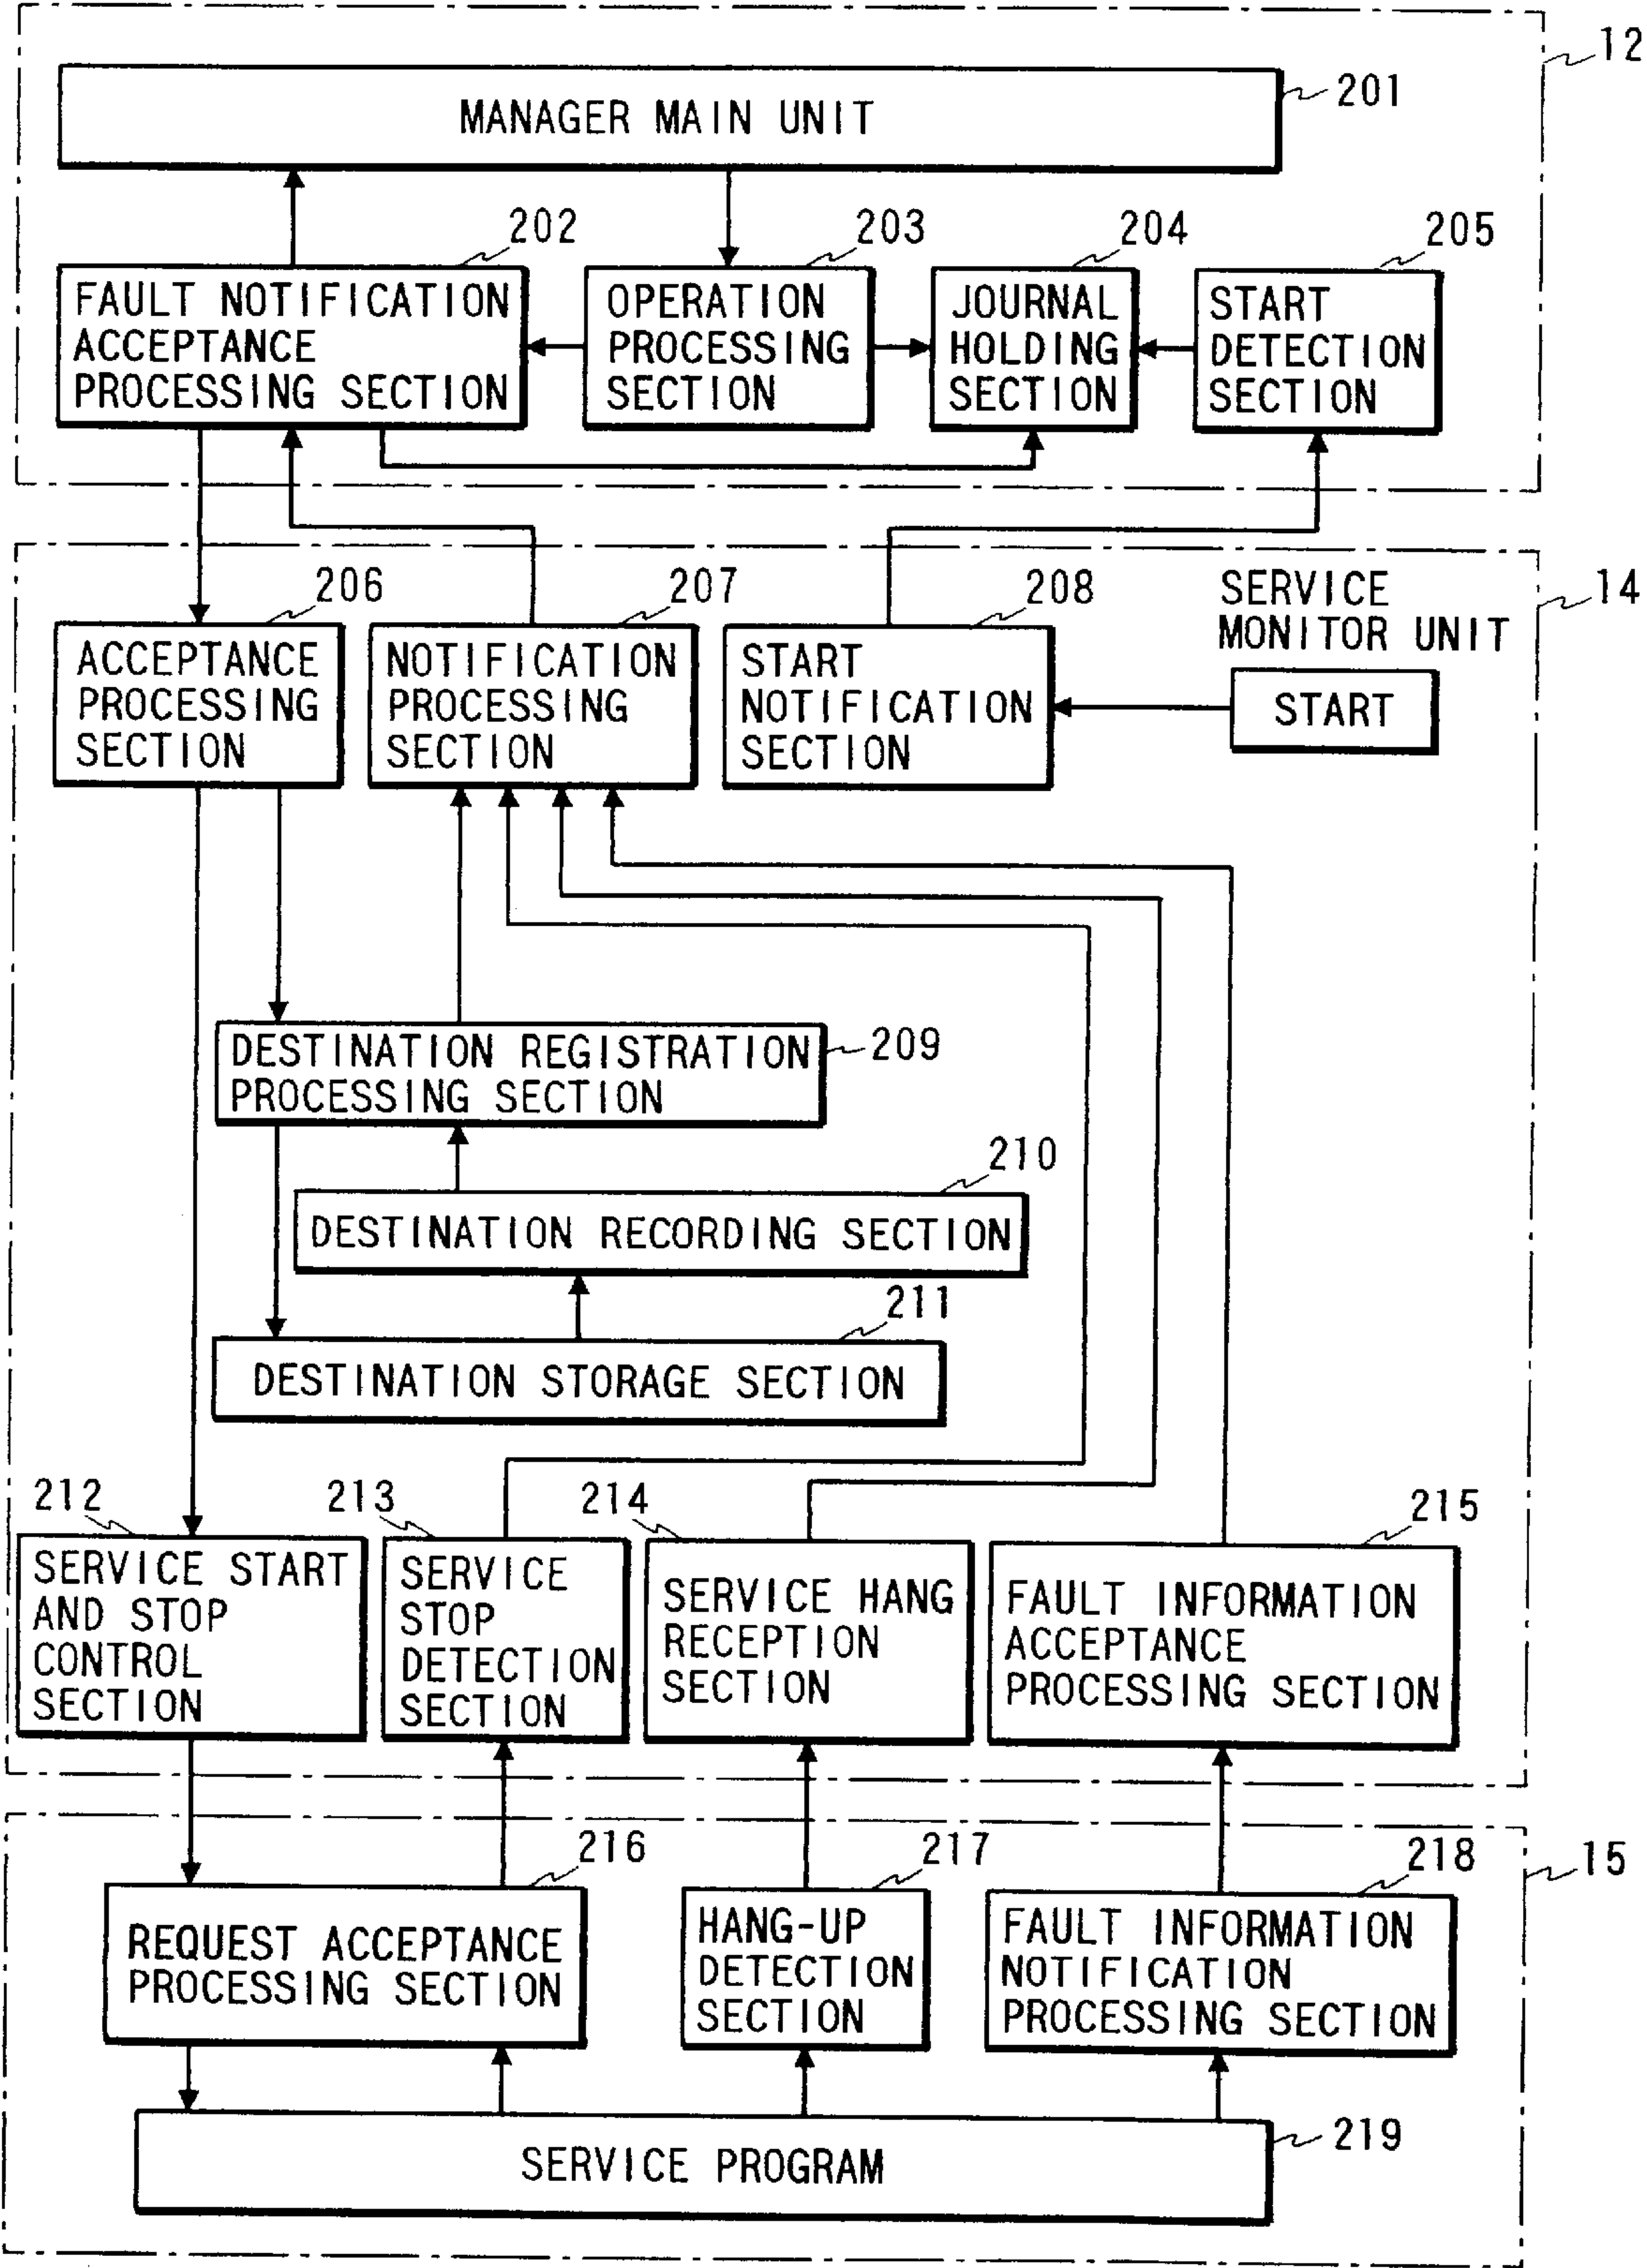 12
MANAGER MAIN UNIT
201
202
203
204
205
FAULT NOTIFICATION
ACCEPTANCE
PROCESSING SECTION
OPERATION
PROCESSING
SECTION
JOURNAL
HOLDING
SECTION
START
DETECTION
SECTION
14
SERVICE
MONITOR UNIT
206
207
208
ACCEPTANCE
PROCESSING
SECTION
NOTIFICATION
PROCESSING
SECTION
START
NOTIFICATION
SECTION
START
DESTINATION REGISTRATION
PROCESSING SECTION
209
210
DESTINATION RECORDING SECTION
211
DESTINATION STORAGE SECTION
212
213
214
215
SERVICE START
AND STOP
CONTROL
SECTION
SERVICE
STOP
DETECTION
SECTION
SERVICE HANG
RECEPTION
SECTION
FAULT INFORMATION
ACCEPTANCE
PROCESSING SECTION
15
216
217
218
REQUEST ACCEPTANCE
PROCESSING SECTION
HANG-UP
DETECTION
SECTION
FAULT INFORMATION
NOTIFICATION
PROCESSING SECTION
SERVICE PROGRAM
219